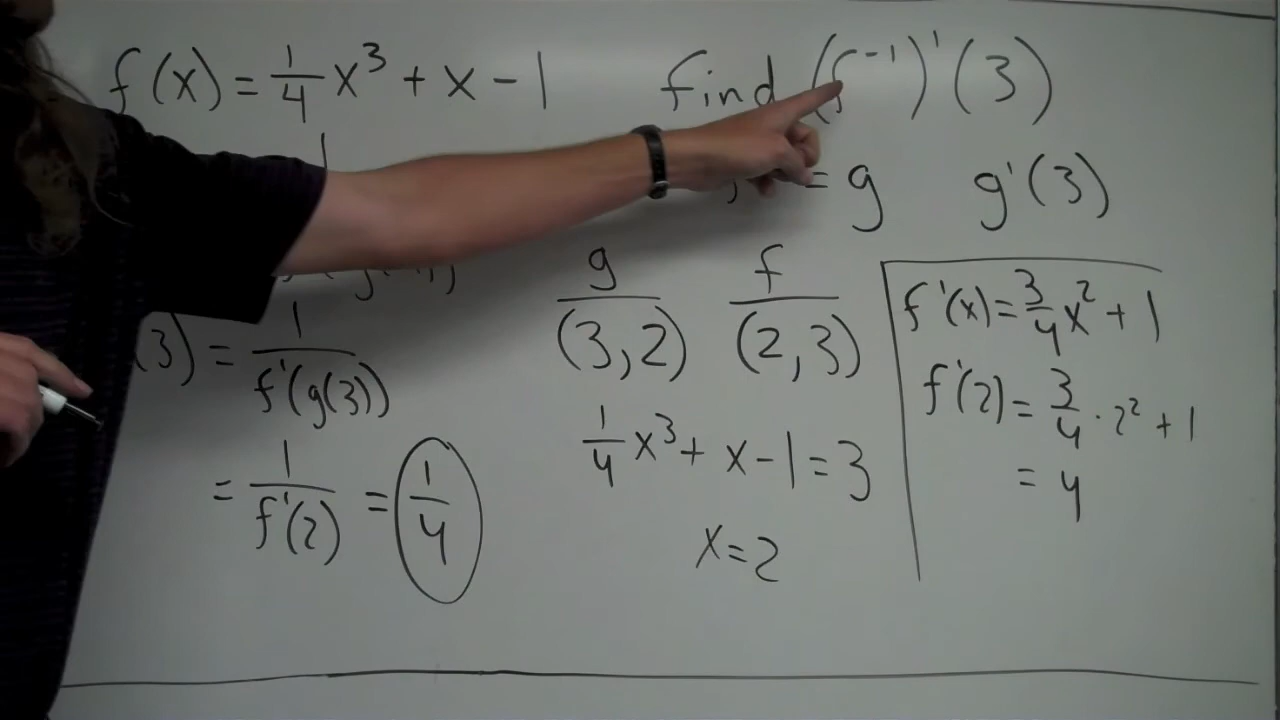 f(x) = 1/4 x³ + x - 1
find (f⁻¹)'(3)
= g g'(3)
(3) = 1/f'(g(3))
= 1/f'(2) = 1/4
g f
(3,2) (2,3)
1/4 x³ + x - 1 = 3
x = 2
f'(x) = 3/4 x² + 1
f'(2) = 3/4 · 2² + 1
= 4